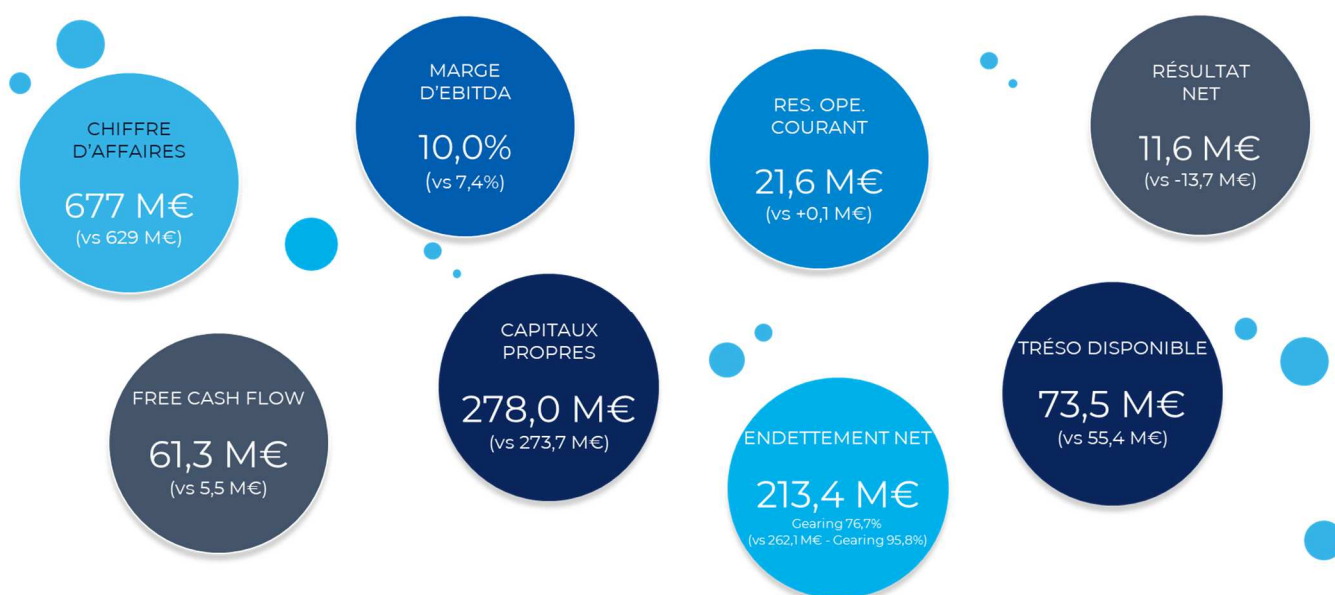 CHIFFRE
D'AFFAIRES
677 M€
(vs 629 M€)
MARGE
D'EBITDA
10,0%
(vs 7,4%)
RES. OPE.
COURANT
21,6 M€
(vs +0,1 M€)
RÉSULTAT
NET
11,6 M€
(vs -13,7 M€)
FREE CASH FLOW
61,3 M€
(vs 5,5 M€)
CAPITAUX
PROPRES
278,0 M€
(vs 273,7 M€)
ENDETTEMENT NET
213,4 M€
Gearing 76,7%
(vs 262,1 M€ - Gearing 95,8%)
TRÉSO DISPONIBLE
73,5 M€
(vs 55,4 M€)